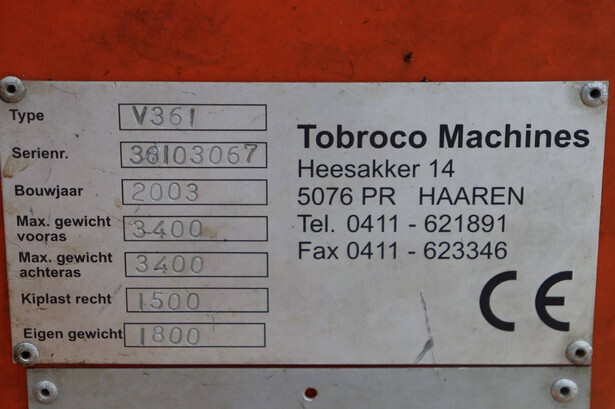 Type V361
Serienr. 36103067
Bouwjaar 2003
Max. gewicht
vooras 3400
Max. gewicht
achteras 3400
Kiplast recht 1500
Eigen gewicht 1800
Tobroco Machines
Heesakker 14
5076 PR HAAREN
Tel. 0411 - 621891
Fax 0411 - 623346
CE